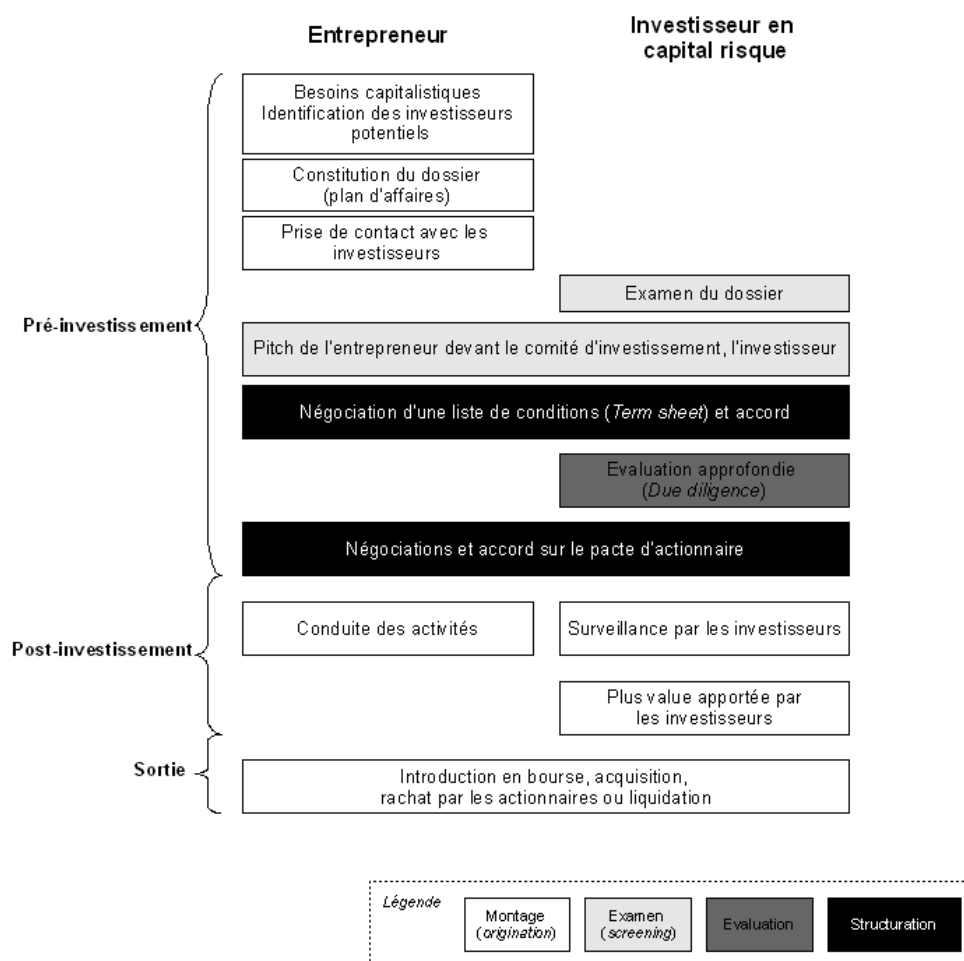 Entrepreneur
Investisseur en
capital risque
Besoins capitalistiques
Identification des investisseurs
potentiels
Constitution du dossier
(plan d'affaires)
Prise de contact avec les
investisseurs
Examen du dossier
Pré-investissement
Pitch de l'entrepreneur devant le comité d'investissement, l'investisseur
Négociation d'une liste de conditions (Term sheet) et accord
Evaluation approfondie
(Due diligence)
Négociations et accord sur le pacte d'actionnaire
Conduite des activités
Surveillance par les investisseurs
Post-investissement
Plus value apportée par
les investisseurs
Sortie
Introduction en bourse, acquisition,
rachat par les actionnaires ou liquidation
Légende
Montage
(origination)
Examen
(screening)
Evaluation
Structuration